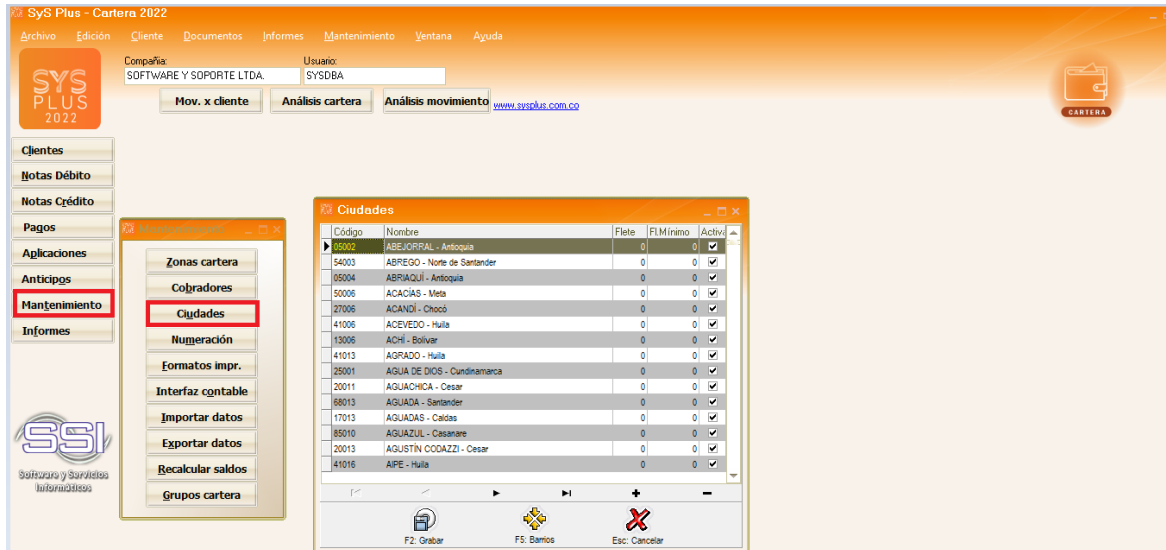 SyS Plus - Cartera 2022
Archivo Edición Cliente Documentos Informes Mantenimiento Ventana Ayuda
SYS
PLUS
2022
Compañia: Usuario:
SOFTWARE Y SOPORTE LTDA. SYSDBA
Mov. x cliente Análisis cartera Análisis movimiento www.sysplus.com.co
CARTERA
Clientes
Notas Débito
Notas Crédito
Pagos
Aplicaciones
Anticipos
Mantenimiento
Informes
SSI
Software y Servicios
Informáticos
Mantenimiento
Zonas cartera
Cobradores
Ciudades
Numeración
Formatos impr.
Interfaz contable
Importar datos
Exportar datos
Recalcular saldos
Grupos cartera
Ciudades
Código Nombre Flete Fl.Mínimo Activa
05002 ABEJORRAL - Antioquia 0 0
54003 ABREGO - Norte de Santander 0 0
05004 ABRIAQUÍ - Antioquia 0 0
50006 ACACÍAS - Meta 0 0
27006 ACANDÍ - Chocó 0 0
41006 ACEVEDO - Huila 0 0
13006 ACHÍ - Bolivar 0 0
41013 AGRADO - Huila 0 0
25001 AGUA DE DIOS - Cundinamarca 0 0
20011 AGUACHICA - Cesar 0 0
68013 AGUADA - Santander 0 0
17013 AGUADAS - Caldas 0 0
85010 AGUAZUL - Casanare 0 0
20013 AGUSTÍN CODAZZI - Cesar 0 0
41016 AIPE - Huila 0 0
F2: Grabar F5: Barrios Esc: Cancelar